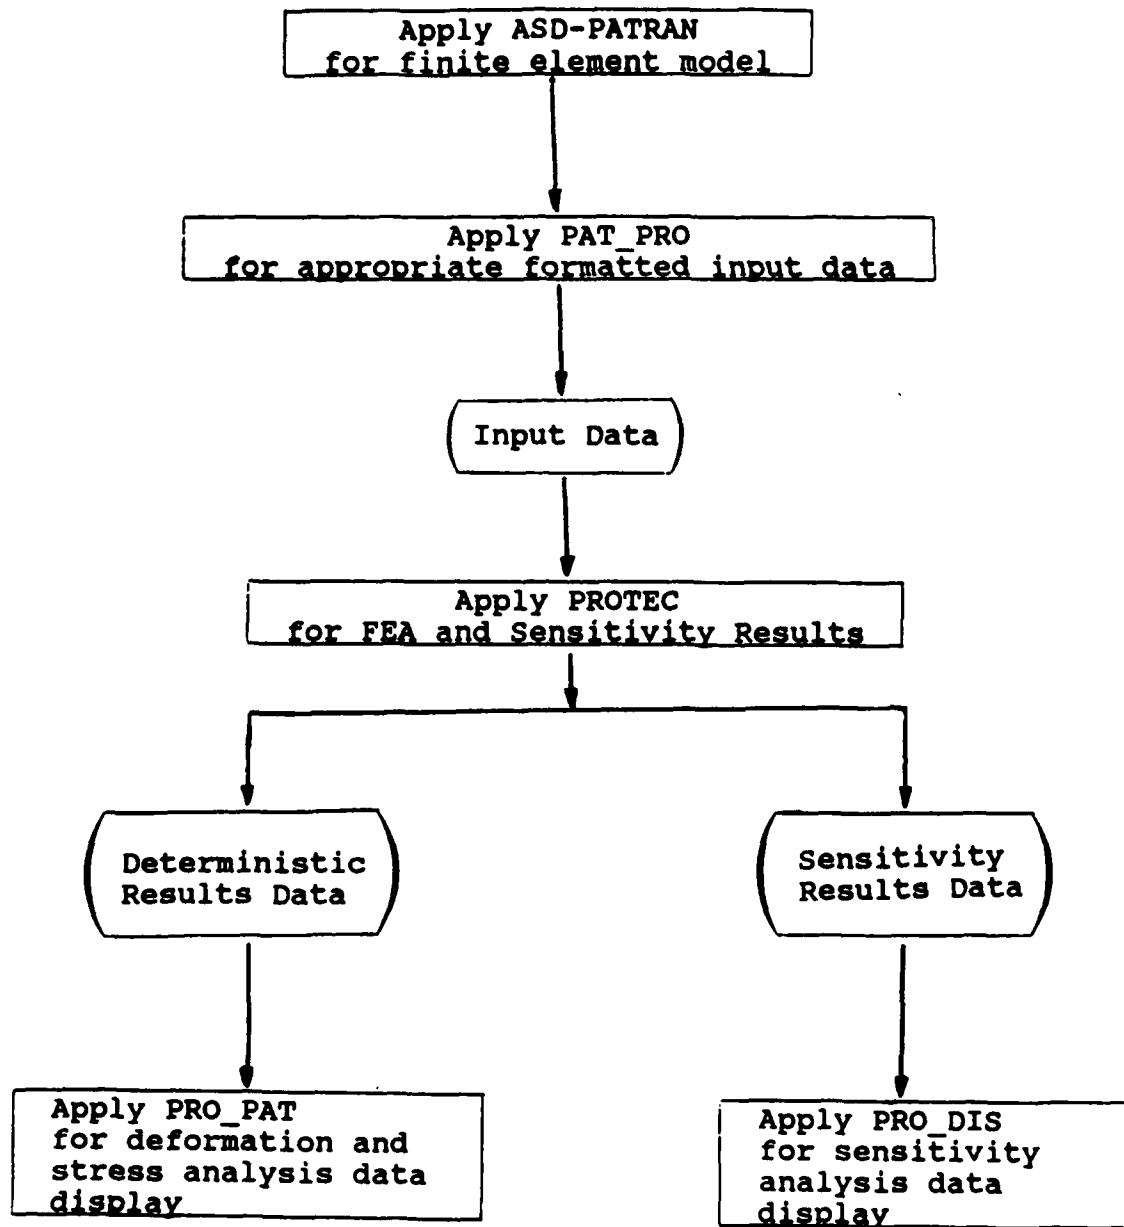 Apply ASD-PATRAN
for finite element model
Apply PAT_PRO
for appropriate formatted input data
Input Data
Apply PROTEC
for FEA and Sensitivity Results
Deterministic
Results Data
Sensitivity
Results Data
Apply PRO_PAT
for deformation and
stress analysis data
display
Apply PRO_DIS
for sensitivity
analysis data
display